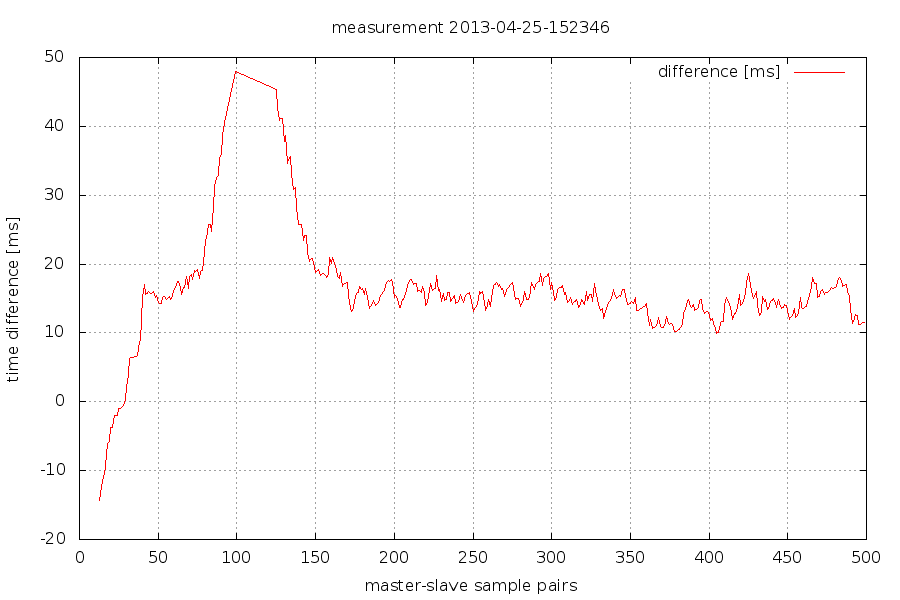 measurement 2013-04-25-152346
difference [ms]
50
40
30
20
10
0
-10
-20
time difference [ms]
0 50 100 150 200 250 300 350 400 450 500
master-slave sample pairs